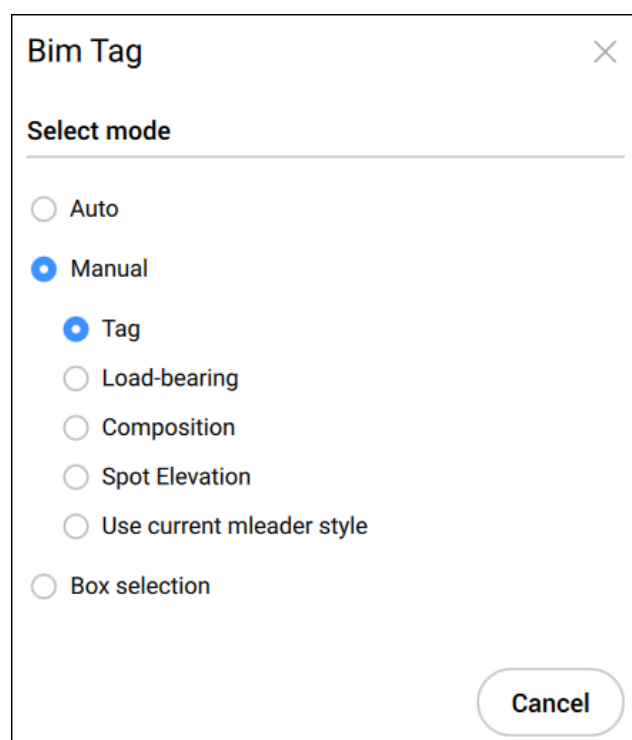 Bim Tag
Select mode
Auto
Manual
Tag
Load-bearing
Composition
Spot Elevation
Use current mleader style
Box selection
Cancel